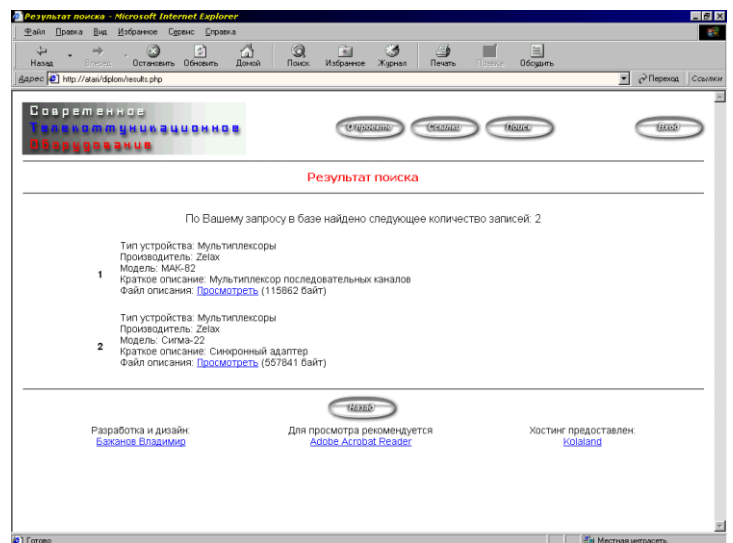 Результат поиска - Microsoft Internet Explorer
Файл Правка Вид Избранное Сервис Справка
Назад Вперед Остановить Обновить Домой Поиск Избранное Журнал Печать Правка Обсудить
Адрес http://atari/diplom/results.php Переход Ссылки
Современное
Телекоммуникационное
Оборудование
О проекте Ссылки Поиск Вход
Результат поиска
По Вашему запросу в базе найдено следующее количество записей: 2
Тип устройства: Мультиплексоры
Производитель: Zelax
Модель: МАК-82
1 Краткое описание: Мультиплексор последовательных каналов
Файл описания: Просмотреть (115862 байт)
Тип устройства: Мультиплексоры
Производитель: Zelax
Модель: Сигма-22
2 Краткое описание: Синхронный адаптер
Файл описания: Просмотреть (557841 байт)
Назад
Разработка и дизайн: Для просмотра рекомендуется Хостинг предоставлен:
Бажанов Владимир Adobe Acrobat Reader Kolaland
Готово Местная интрасеть